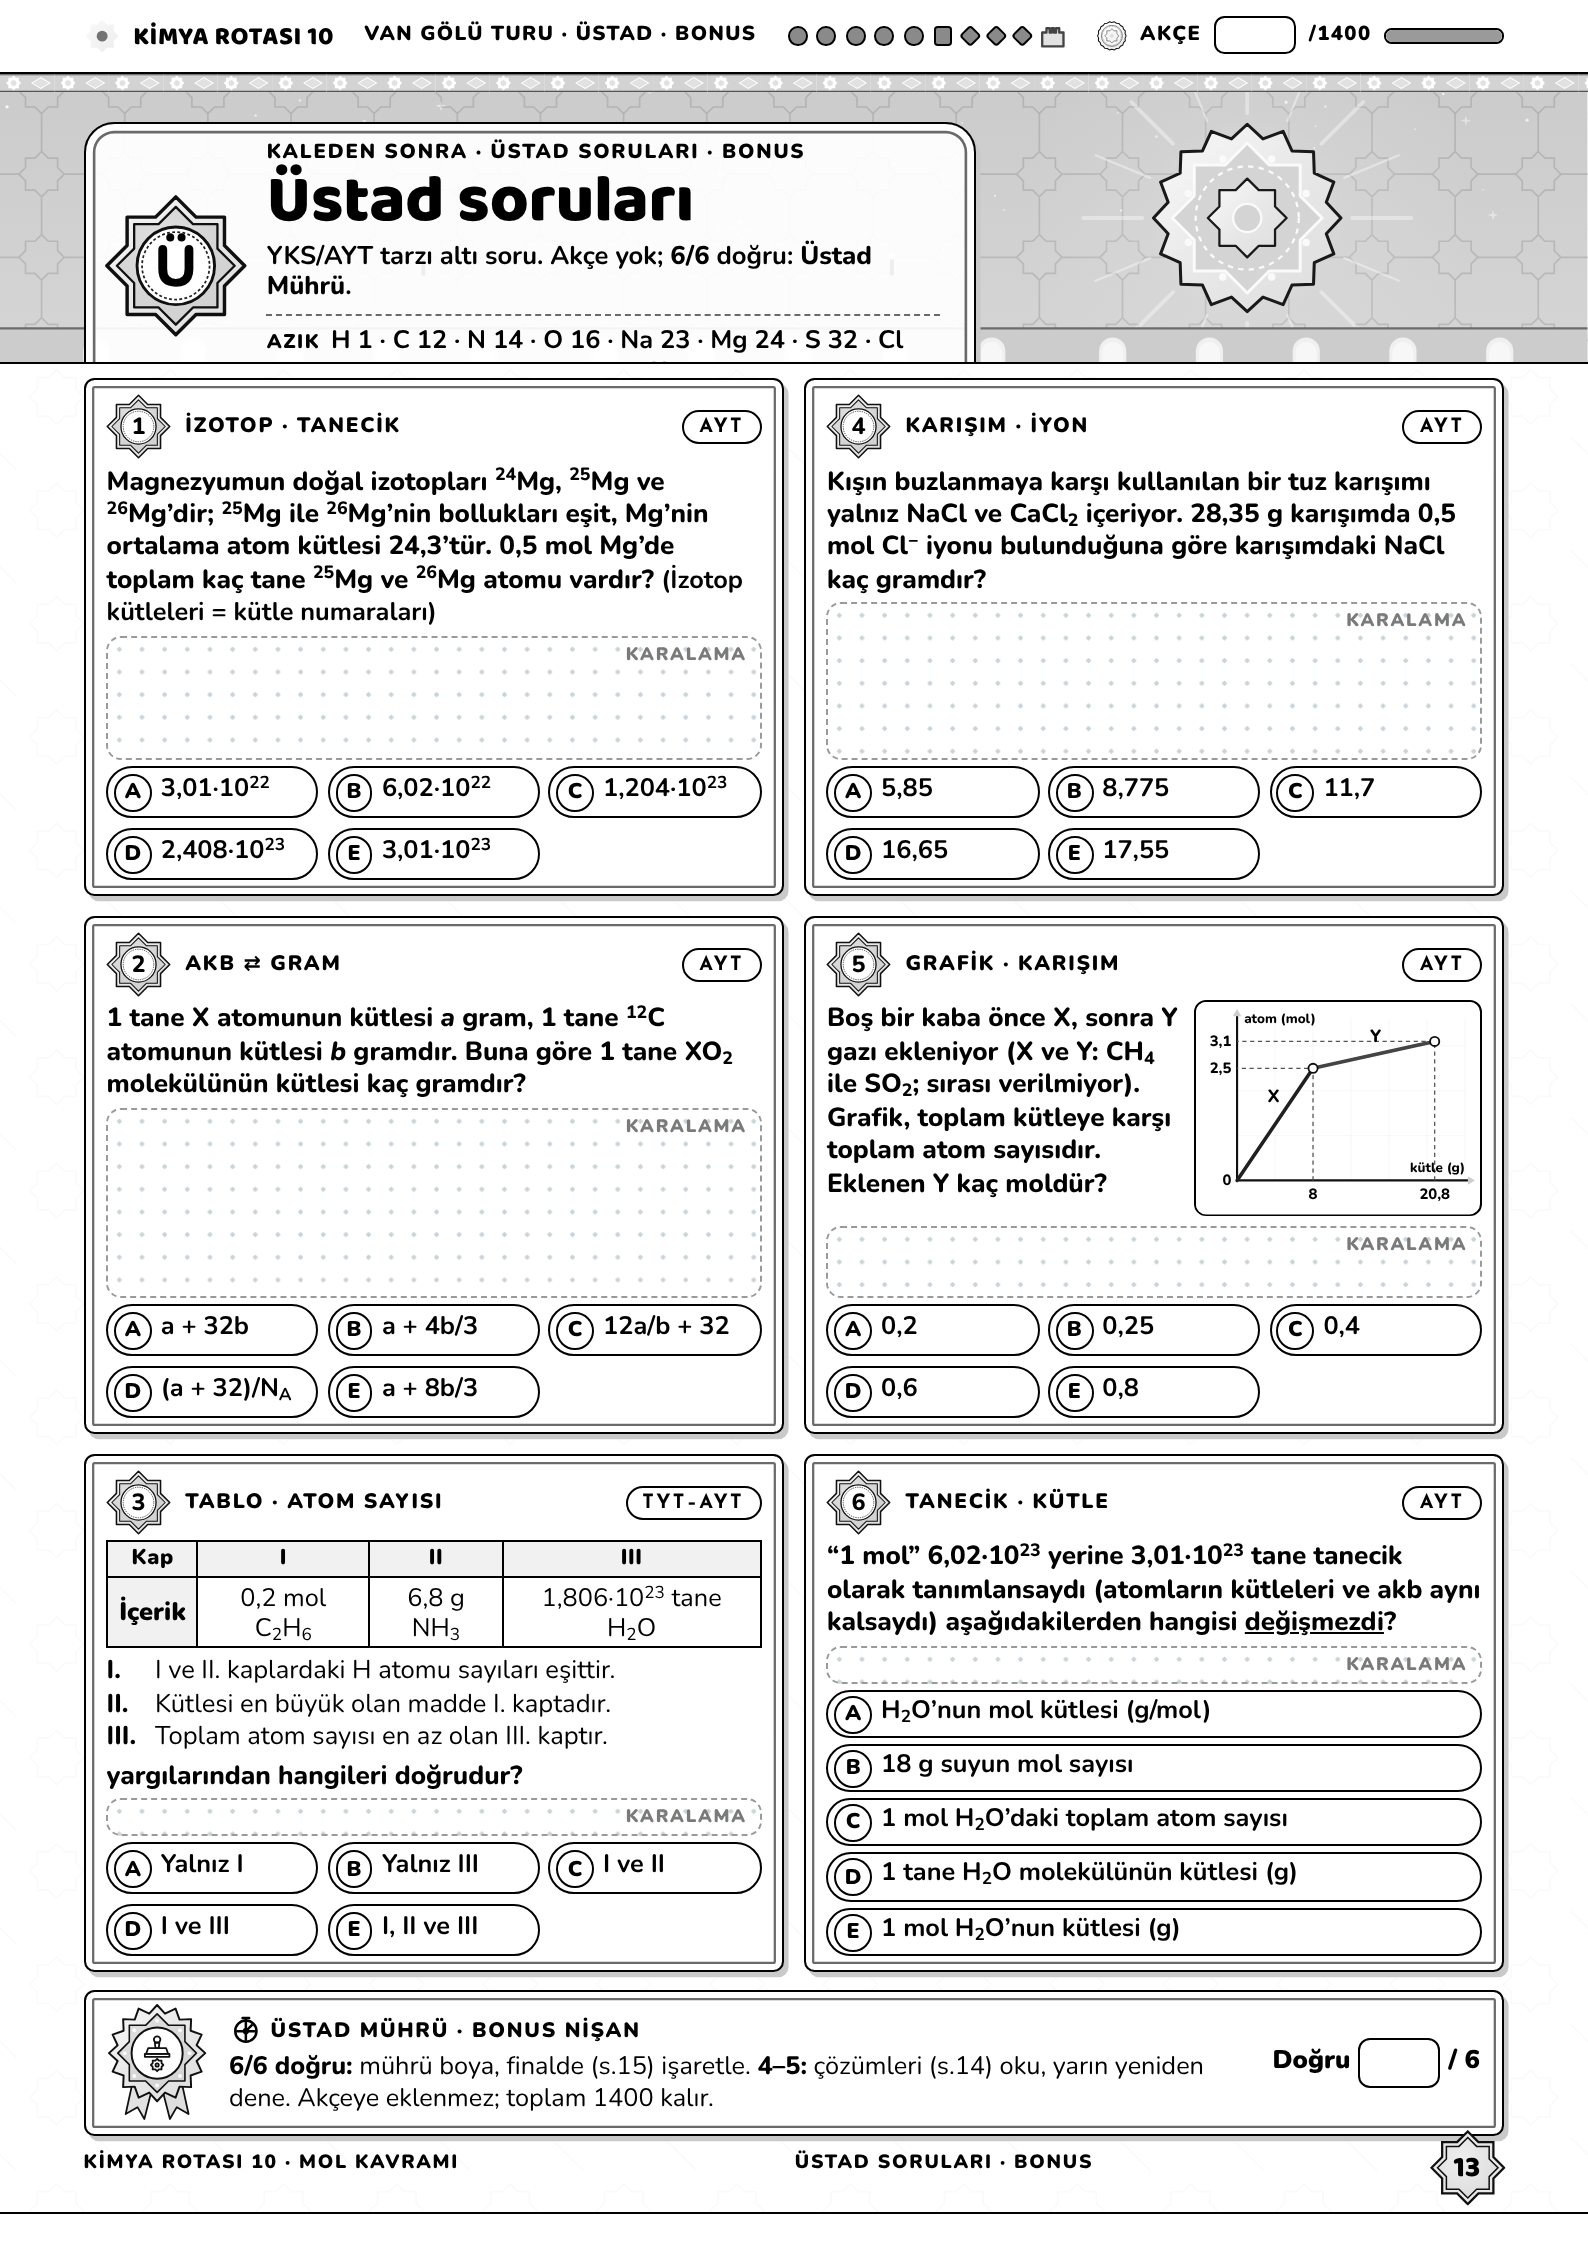 KİMYA ROTASI 10 VAN GÖLÜ TURU · ÜSTAD · BONUS AKÇE /1400
KALEDEN SONRA · ÜSTAD SORULARI · BONUS
Üstad soruları
Ü
YKS/AYT tarzı altı soru. Akçe yok; 6/6 doğru: Üstad
Mührü.
AZIK H 1 · C 12 · N 14 · O 16 · Na 23 · Mg 24 · S 32 · Cl
1 İZOTOP · TANECİK AYT
Magnezyumun doğal izotopları ²⁴Mg, ²⁵Mg ve
²⁶Mg’dir; ²⁵Mg ile ²⁶Mg’nin bollukları eşit, Mg’nin
ortalama atom kütlesi 24,3’tür. 0,5 mol Mg’de
toplam kaç tane ²⁵Mg ve ²⁶Mg atomu vardır? (İzotop
kütleleri = kütle numaraları)
KARALAMA
A 3,01·10²² B 6,02·10²² C 1,204·10²³
D 2,408·10²³ E 3,01·10²³
2 AKB ⇄ GRAM AYT
1 tane X atomunun kütlesi a gram, 1 tane ¹²C
atomunun kütlesi b gramdır. Buna göre 1 tane XO₂
molekülünün kütlesi kaç gramdır?
KARALAMA
A a + 32b B a + 4b/3 C 12a/b + 32
D (a + 32)/N_A E a + 8b/3
3 TABLO · ATOM SAYISI TYT-AYT
Kap I II III
İçerik 0,2 mol C₂H₆ 6,8 g NH₃ 1,806·10²³ tane H₂O
I. I ve II. kaplardaki H atomu sayıları eşittir.
II. Kütlesi en büyük olan madde I. kaptadır.
III. Toplam atom sayısı en az olan III. kaptır.
yargılarından hangileri doğrudur?
KARALAMA
A Yalnız I B Yalnız III C I ve II
D I ve III E I, II ve III
4 KARIŞIM · İYON AYT
Kışın buzlanmaya karşı kullanılan bir tuz karışımı
yalnız NaCl ve CaCl₂ içeriyor. 28,35 g karışımda 0,5
mol Cl⁻ iyonu bulunduğuna göre karışımdaki NaCl
kaç gramdır?
KARALAMA
A 5,85 B 8,775 C 11,7
D 16,65 E 17,55
5 GRAFİK · KARIŞIM AYT
Boş bir kaba önce X, sonra Y
gazı ekleniyor (X ve Y: CH₄
ile SO₂; sırası verilmiyor).
Grafik, toplam kütleye karşı
toplam atom sayısıdır.
Eklenen Y kaç moldür?
atom (mol)
3,1
Y
2,5
X
kütle (g)
0
8 20,8
KARALAMA
A 0,2 B 0,25 C 0,4
D 0,6 E 0,8
6 TANECİK · KÜTLE AYT
“1 mol” 6,02·10²³ yerine 3,01·10²³ tane tanecik
olarak tanımlansaydı (atomların kütleleri ve akb aynı
kalsaydı) aşağıdakilerden hangisi değişmezdi?
KARALAMA
A H₂O’nun mol kütlesi (g/mol)
B 18 g suyun mol sayısı
C 1 mol H₂O’daki toplam atom sayısı
D 1 tane H₂O molekülünün kütlesi (g)
E 1 mol H₂O’nun kütlesi (g)
ÜSTAD MÜHRÜ · BONUS NİŞAN
6/6 doğru: mührü boya, finalde (s.15) işaretle. 4–5: çözümleri (s.14) oku, yarın yeniden
dene. Akçeye eklenmez; toplam 1400 kalır.
Doğru / 6
KİMYA ROTASI 10 · MOL KAVRAMI ÜSTAD SORULARI · BONUS 13